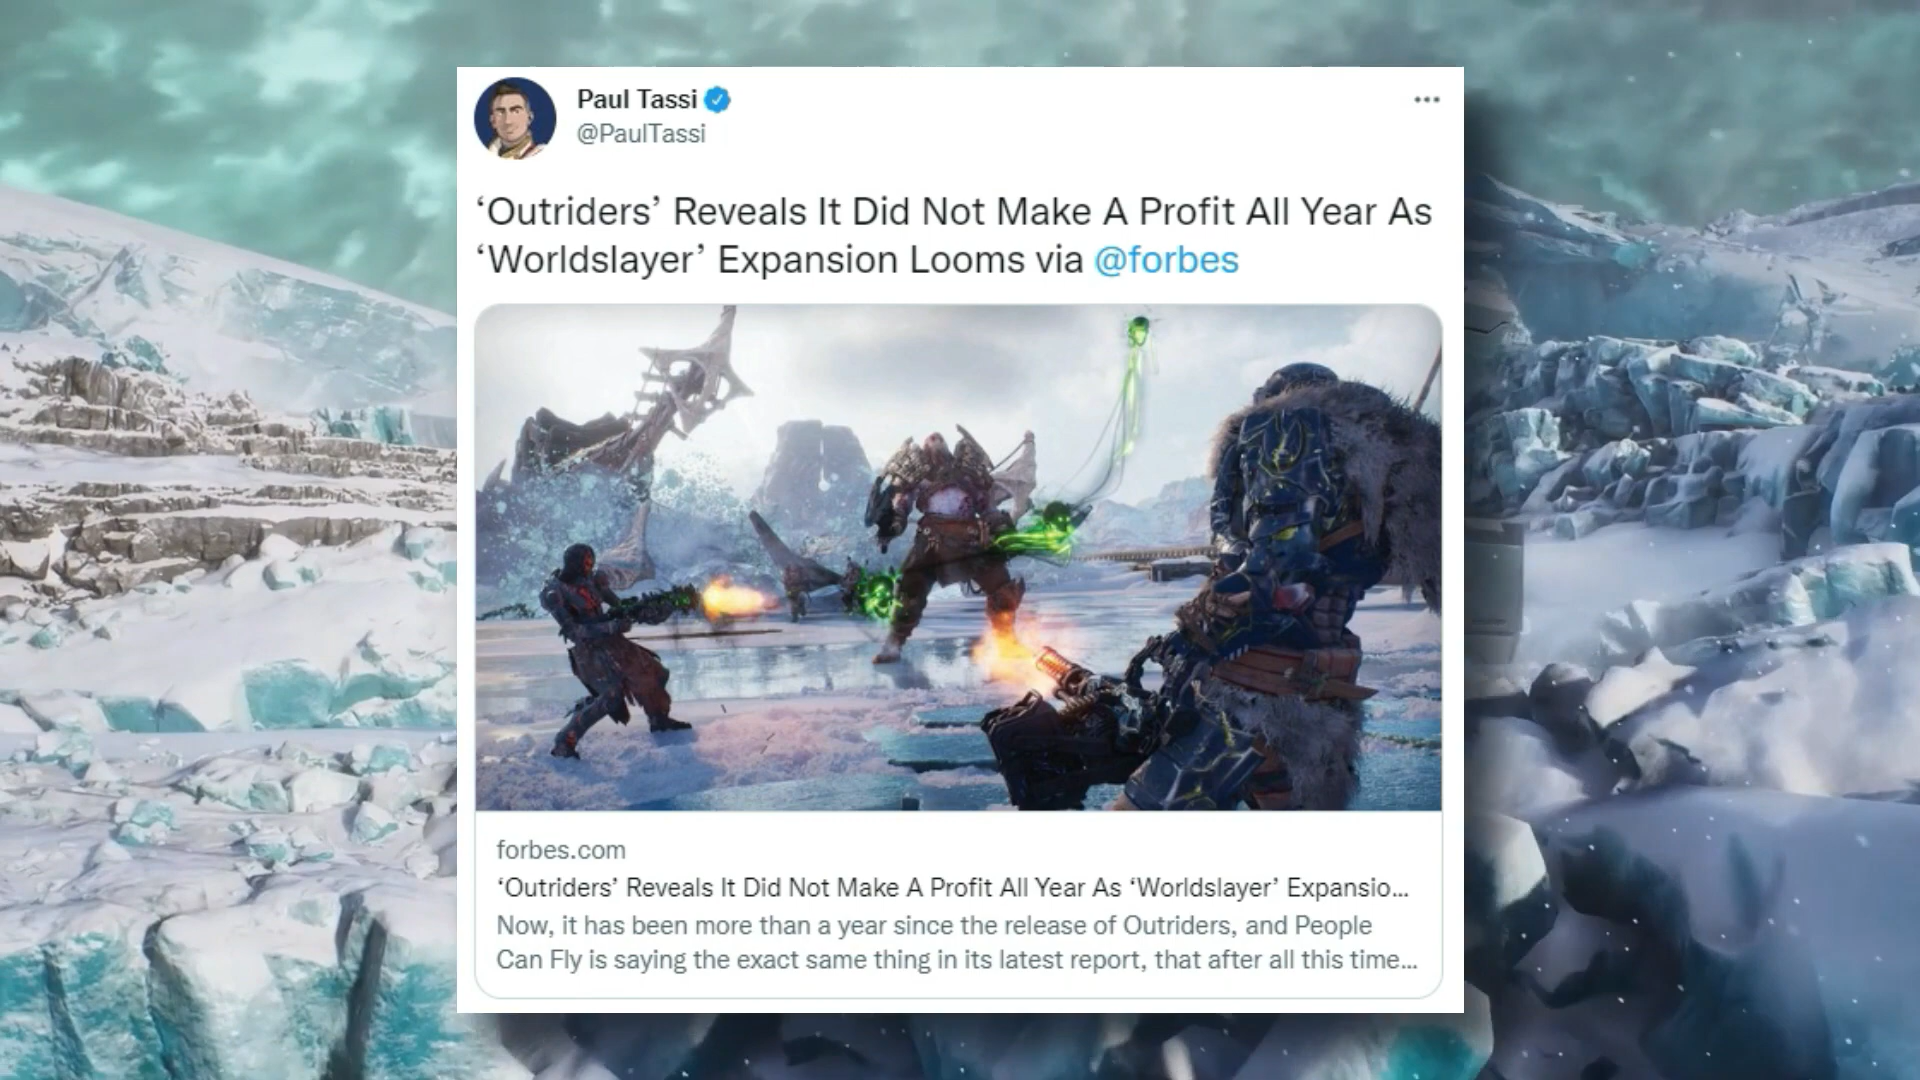 Paul Tassi
@PaulTassi
‘Outriders’ Reveals It Did Not Make A Profit All Year As
‘Worldslayer’ Expansion Looms via @forbes
forbes.com
‘Outriders’ Reveals It Did Not Make A Profit All Year As ‘Worldslayer’ Expansio...
Now, it has been more than a year since the release of Outriders, and People
Can Fly is saying the exact same thing in its latest report, that after all this time...